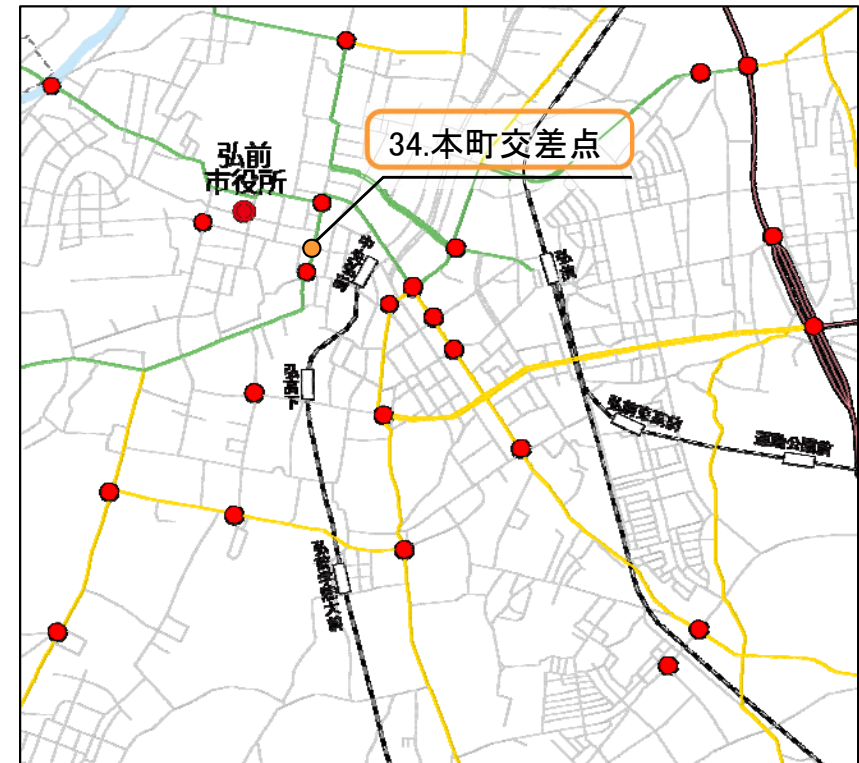 34.本町交差点
弘前
市役所
中央弘前
弘前
弘高下
弘前東高前
運動公園前
弘前学院大前